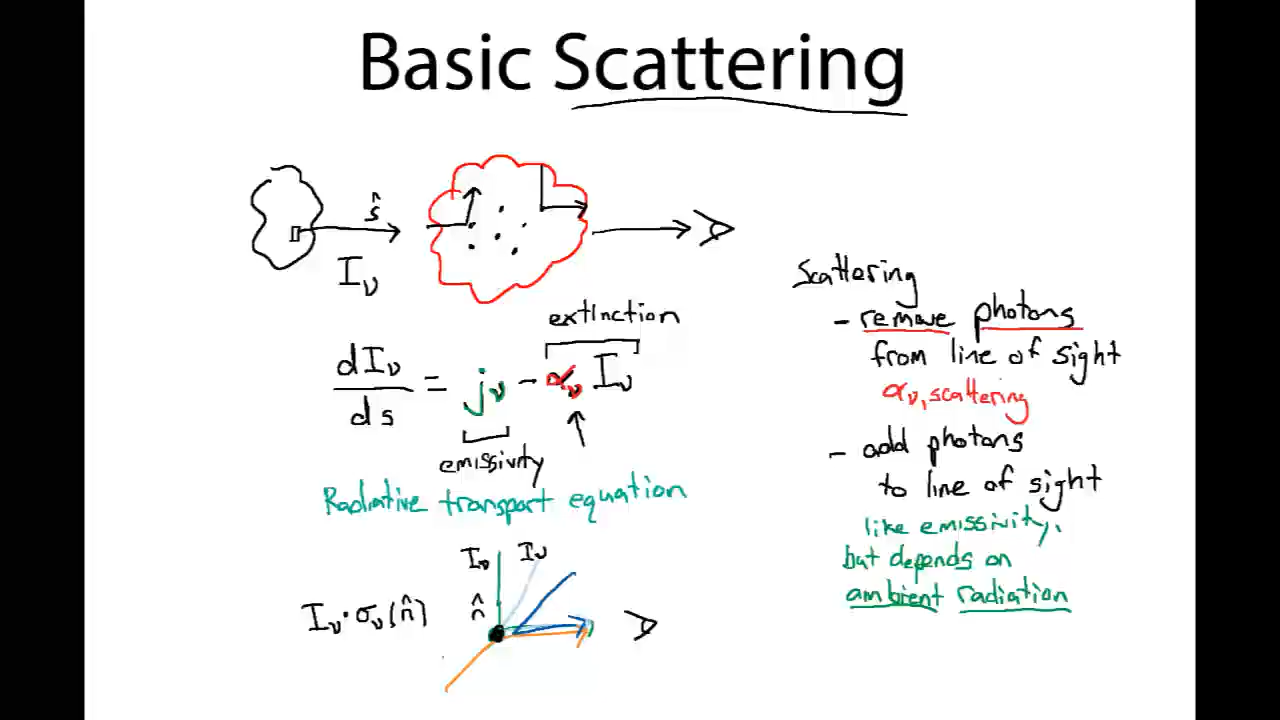 Basic Scattering
ŝ
I_ν
extinction
dI_ν/ds = j_ν - α_ν I_ν
emissivity
Radiative transport equation
I_ν I_ν
I_ν · σ_ν(n̂) n̂
Scattering
- remove photons
from line of sight
α_ν,scattering
- add photons
to line of sight
like emissivity,
but depends on
ambient radiation